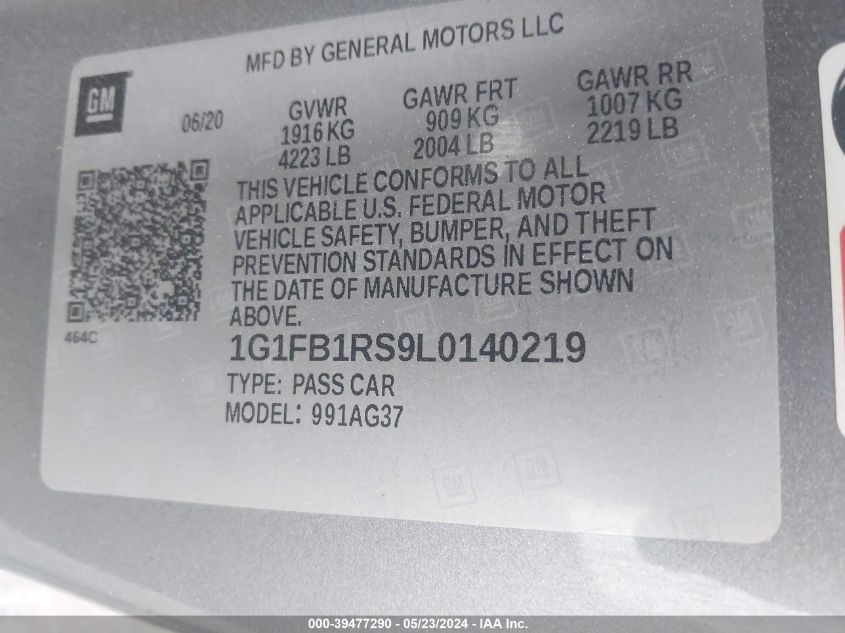 MFD BY GENERAL MOTORS LLC
GM
06/20
GVWR
1916 KG
4223 LB
GAWR FRT
909 KG
2004 LB
GAWR RR
1007 KG
2219 LB
THIS VEHICLE CONFORMS TO ALL
APPLICABLE U.S. FEDERAL MOTOR
VEHICLE SAFETY, BUMPER, AND THEFT
PREVENTION STANDARDS IN EFFECT ON
THE DATE OF MANUFACTURE SHOWN
ABOVE.
464C
1G1FB1RS9L0140219
TYPE: PASS CAR
MODEL: 991AG37
000-39477290 - 05/23/2024 - IAA Inc.